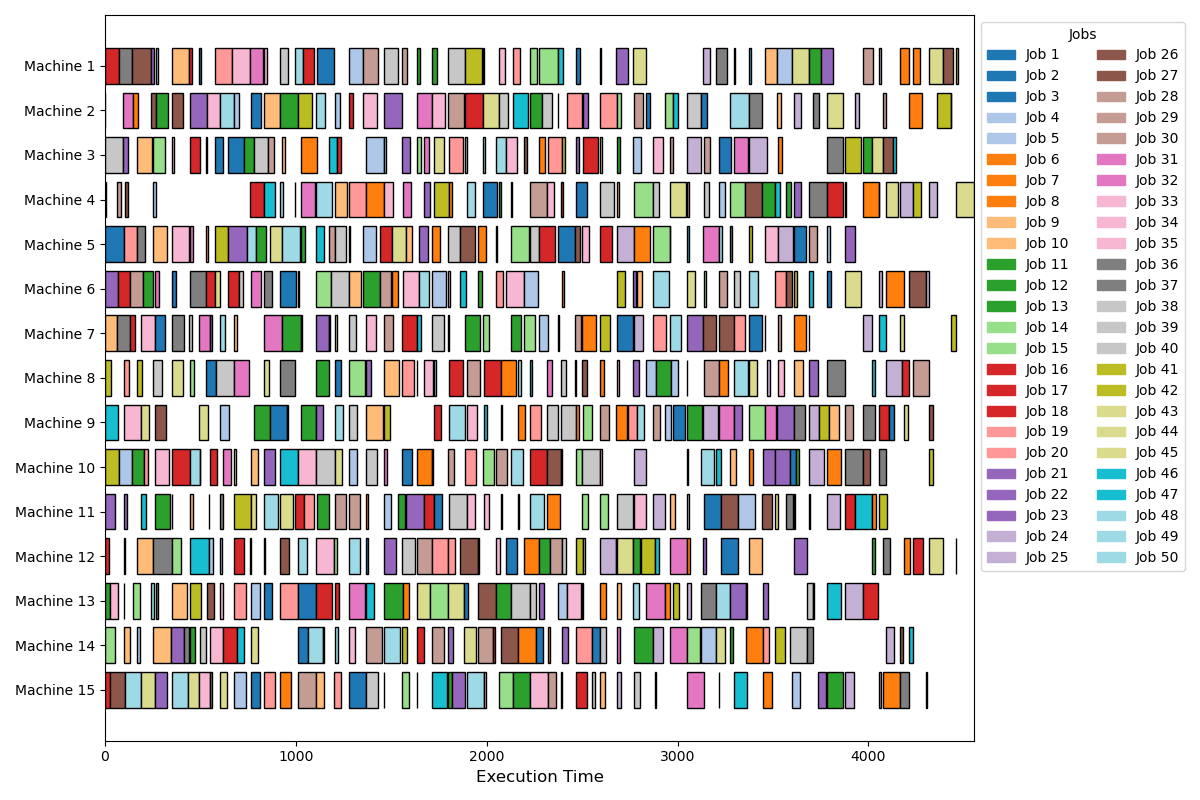 Machine 1
Machine 2
Machine 3
Machine 4
Machine 5
Machine 6
Machine 7
Machine 8
Machine 9
Machine 10
Machine 11
Machine 12
Machine 13
Machine 14
Machine 15
0 1000 2000 3000 4000
Execution Time
Jobs
Job 1
Job 2
Job 3
Job 4
Job 5
Job 6
Job 7
Job 8
Job 9
Job 10
Job 11
Job 12
Job 13
Job 14
Job 15
Job 16
Job 17
Job 18
Job 19
Job 20
Job 21
Job 22
Job 23
Job 24
Job 25
Job 26
Job 27
Job 28
Job 29
Job 30
Job 31
Job 32
Job 33
Job 34
Job 35
Job 36
Job 37
Job 38
Job 39
Job 40
Job 41
Job 42
Job 43
Job 44
Job 45
Job 46
Job 47
Job 48
Job 49
Job 50